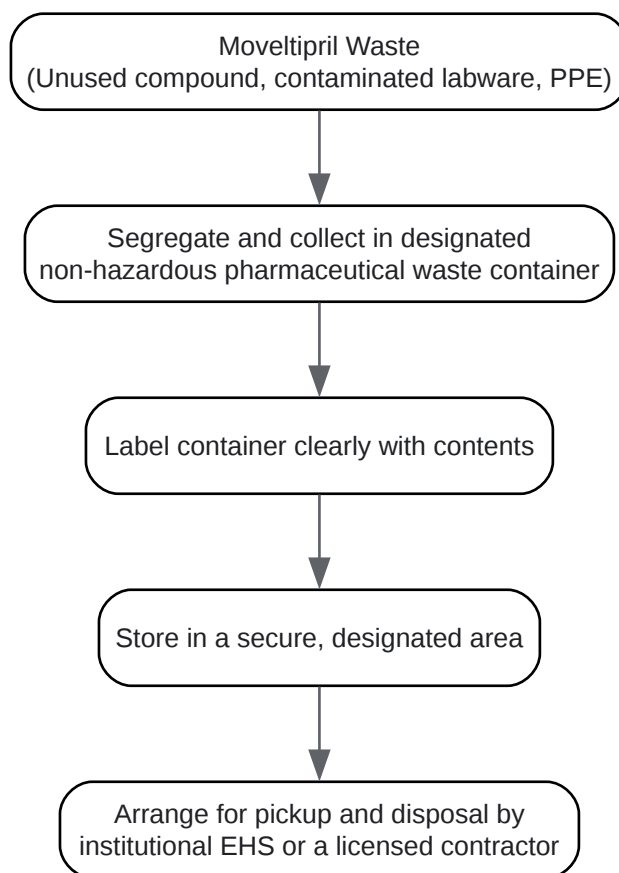 Moveltipril Waste
(Unused compound, contaminated labware, PPE)
Segregate and collect in designated
non-hazardous pharmaceutical waste container
Label container clearly with contents
Store in a secure, designated area
Arrange for pickup and disposal by
institutional EHS or a licensed contractor